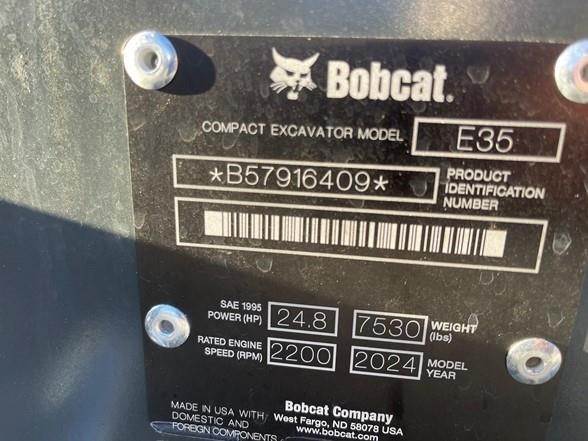 Bobcat.
COMPACT EXCAVATOR MODEL E35
*B57916409* PRODUCT IDENTIFICATION NUMBER
SAE 1995 POWER (HP) 24.8 7530 WEIGHT (lbs)
RATED ENGINE SPEED (RPM) 2200 2024 MODEL YEAR
MADE IN USA WITH DOMESTIC AND FOREIGN COMPONENTS
Bobcat Company
West Fargo, ND 58078 USA
www.bobcat.com